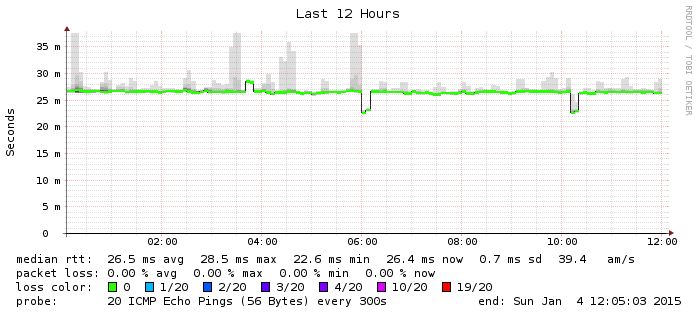 Last 12 Hours
RRDTOOL / TOBI OETIKER
Seconds
35 m
30 m
25 m
20 m
15 m
10 m
5 m
0
02:00 04:00 06:00 08:00 10:00 12:00
median rtt: 26.5 ms avg 28.5 ms max 22.6 ms min 26.4 ms now 0.7 ms sd 39.4 am/s
packet loss: 0.00 % avg 0.00 % max 0.00 % min 0.00 % now
loss color: 0 1/20 2/20 3/20 4/20 10/20 19/20
probe: 20 ICMP Echo Pings (56 Bytes) every 300s end: Sun Jan 4 12:05:03 2015